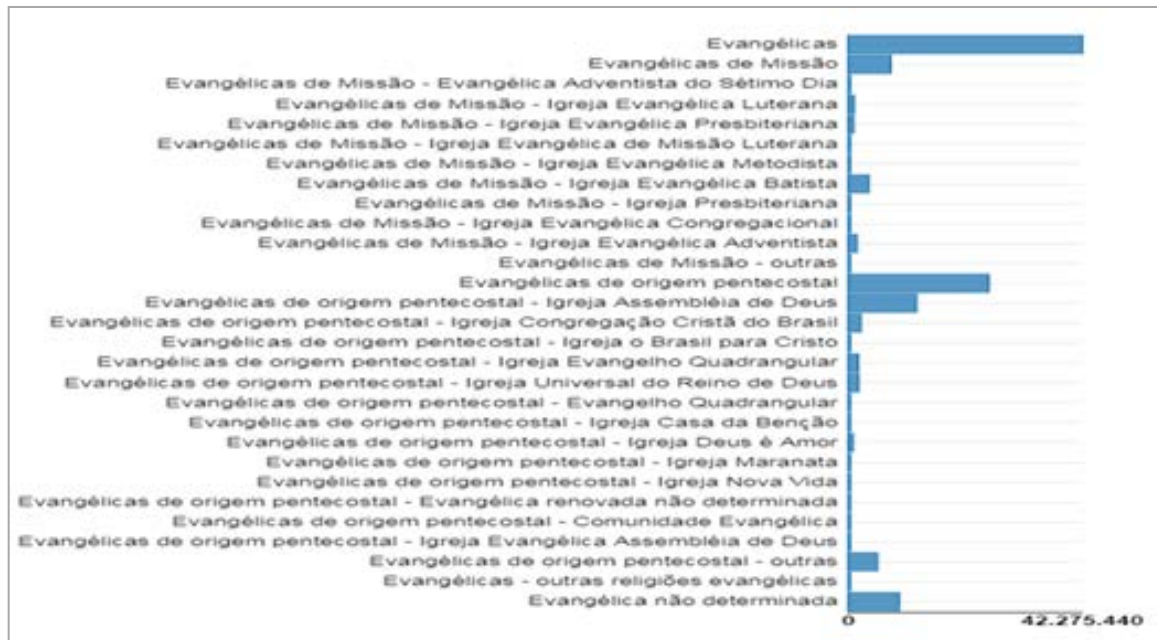 Evangélicas
Evangélicas de Missão
Evangélicas de Missão - Evangélica Adventista do Sétimo Dia
Evangélicas de Missão - Igreja Evangélica Luterana
Evangélicas de Missão - Igreja Evangélica Presbiteriana
Evangélicas de Missão - Igreja Evangélica de Missão Luterana
Evangélicas de Missão - Igreja Evangélica Metodista
Evangélicas de Missão - Igreja Evangélica Batista
Evangélicas de Missão - Igreja Presbiteriana
Evangélicas de Missão - Igreja Evangélica Congregacional
Evangélicas de Missão - Igreja Evangélica Adventista
Evangélicas de Missão - outras
Evangélicas de origem pentecostal
Evangélicas de origem pentecostal - Igreja Assembléia de Deus
Evangélicas de origem pentecostal - Igreja Congregação Cristã do Brasil
Evangélicas de origem pentecostal - Igreja o Brasil para Cristo
Evangélicas de origem pentecostal - Igreja Evangelho Quadrangular
Evangélicas de origem pentecostal - Igreja Universal do Reino de Deus
Evangélicas de origem pentecostal - Evangelho Quadrangular
Evangélicas de origem pentecostal - Igreja Casa da Benção
Evangélicas de origem pentecostal - Igreja Deus é Amor
Evangélicas de origem pentecostal - Igreja Maranata
Evangélicas de origem pentecostal - Igreja Nova Vida
Evangélicas de origem pentecostal - Evangélica renovada não determinada
Evangélicas de origem pentecostal - Comunidade Evangélica
Evangélicas de origem pentecostal - Igreja Evangélica Assembléia de Deus
Evangélicas de origem pentecostal - outras
Evangélicas - outras religiões evangélicas
Evangélica não determinada
0 42.275.440